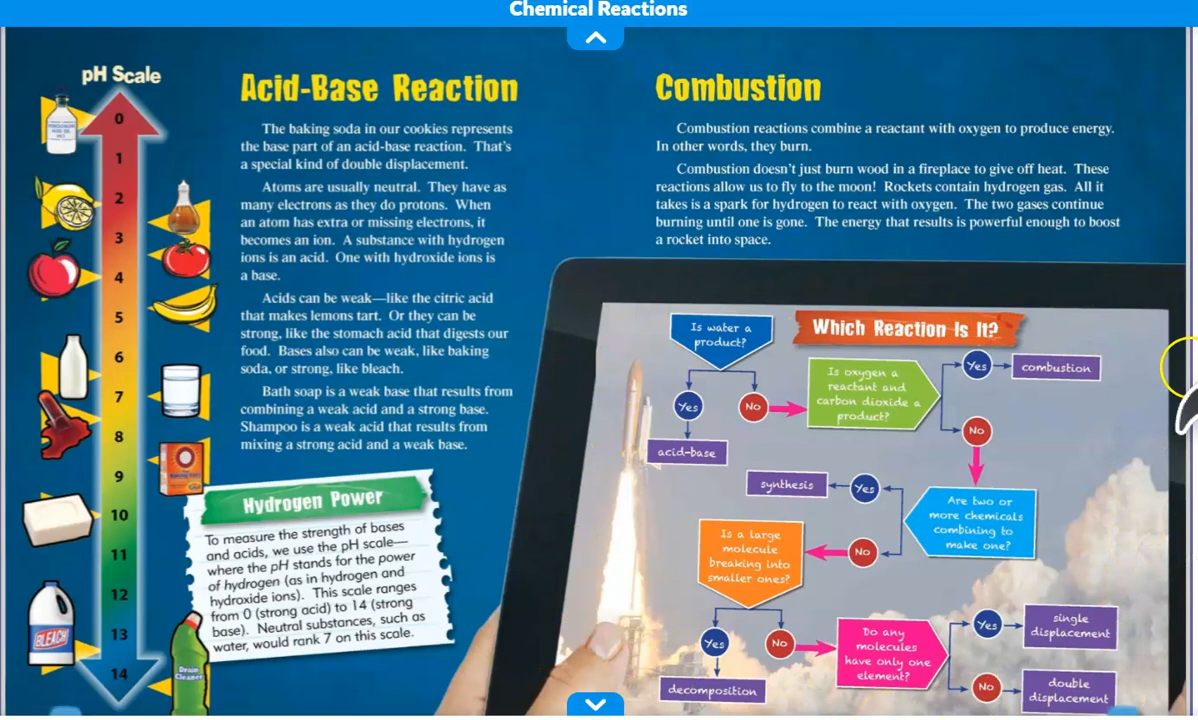 Chemical Reactions
pH Scale
0
1
2
3
4
5
6
7
8
9
10
11
12
13
14
BLEACH
Drain
Cleaner
Acid-Base Reaction
The baking soda in our cookies represents
the base part of an acid-base reaction. That's
a special kind of double displacement.
Atoms are usually neutral. They have as
many electrons as they do protons. When
an atom has extra or missing electrons, it
becomes an ion. A substance with hydrogen
ions is an acid. One with hydroxide ions is
a base.
Acids can be weak—like the citric acid
that makes lemons tart. Or they can be
strong, like the stomach acid that digests our
food. Bases also can be weak, like baking
soda, or strong, like bleach.
Bath soap is a weak base that results from
combining a weak acid and a strong base.
Shampoo is a weak acid that results from
mixing a strong acid and a weak base.
Hydrogen Power
To measure the strength of bases
and acids, we use the pH scale—
where the pH stands for the power
of hydrogen (as in hydrogen and
hydroxide ions). This scale ranges
from 0 (strong acid) to 14 (strong
base). Neutral substances, such as
water, would rank 7 on this scale.
Combustion
Combustion reactions combine a reactant with oxygen to produce energy.
In other words, they burn.
Combustion doesn't just burn wood in a fireplace to give off heat. These
reactions allow us to fly to the moon! Rockets contain hydrogen gas. All it
takes is a spark for hydrogen to react with oxygen. The two gases continue
burning until one is gone. The energy that results is powerful enough to boost
a rocket into space.
Which Reaction Is It?
Is water a
product?
Yes
No
acid-base
Is oxygen a
reactant and
carbon dioxide a
product?
Yes
combustion
No
Are two or
more chemicals
combining to
make one?
Yes
synthesis
No
Is a large
molecule
breaking into
smaller ones?
Yes
No
decomposition
Do any
molecules
have only one
element?
Yes
single
displacement
No
double
displacement